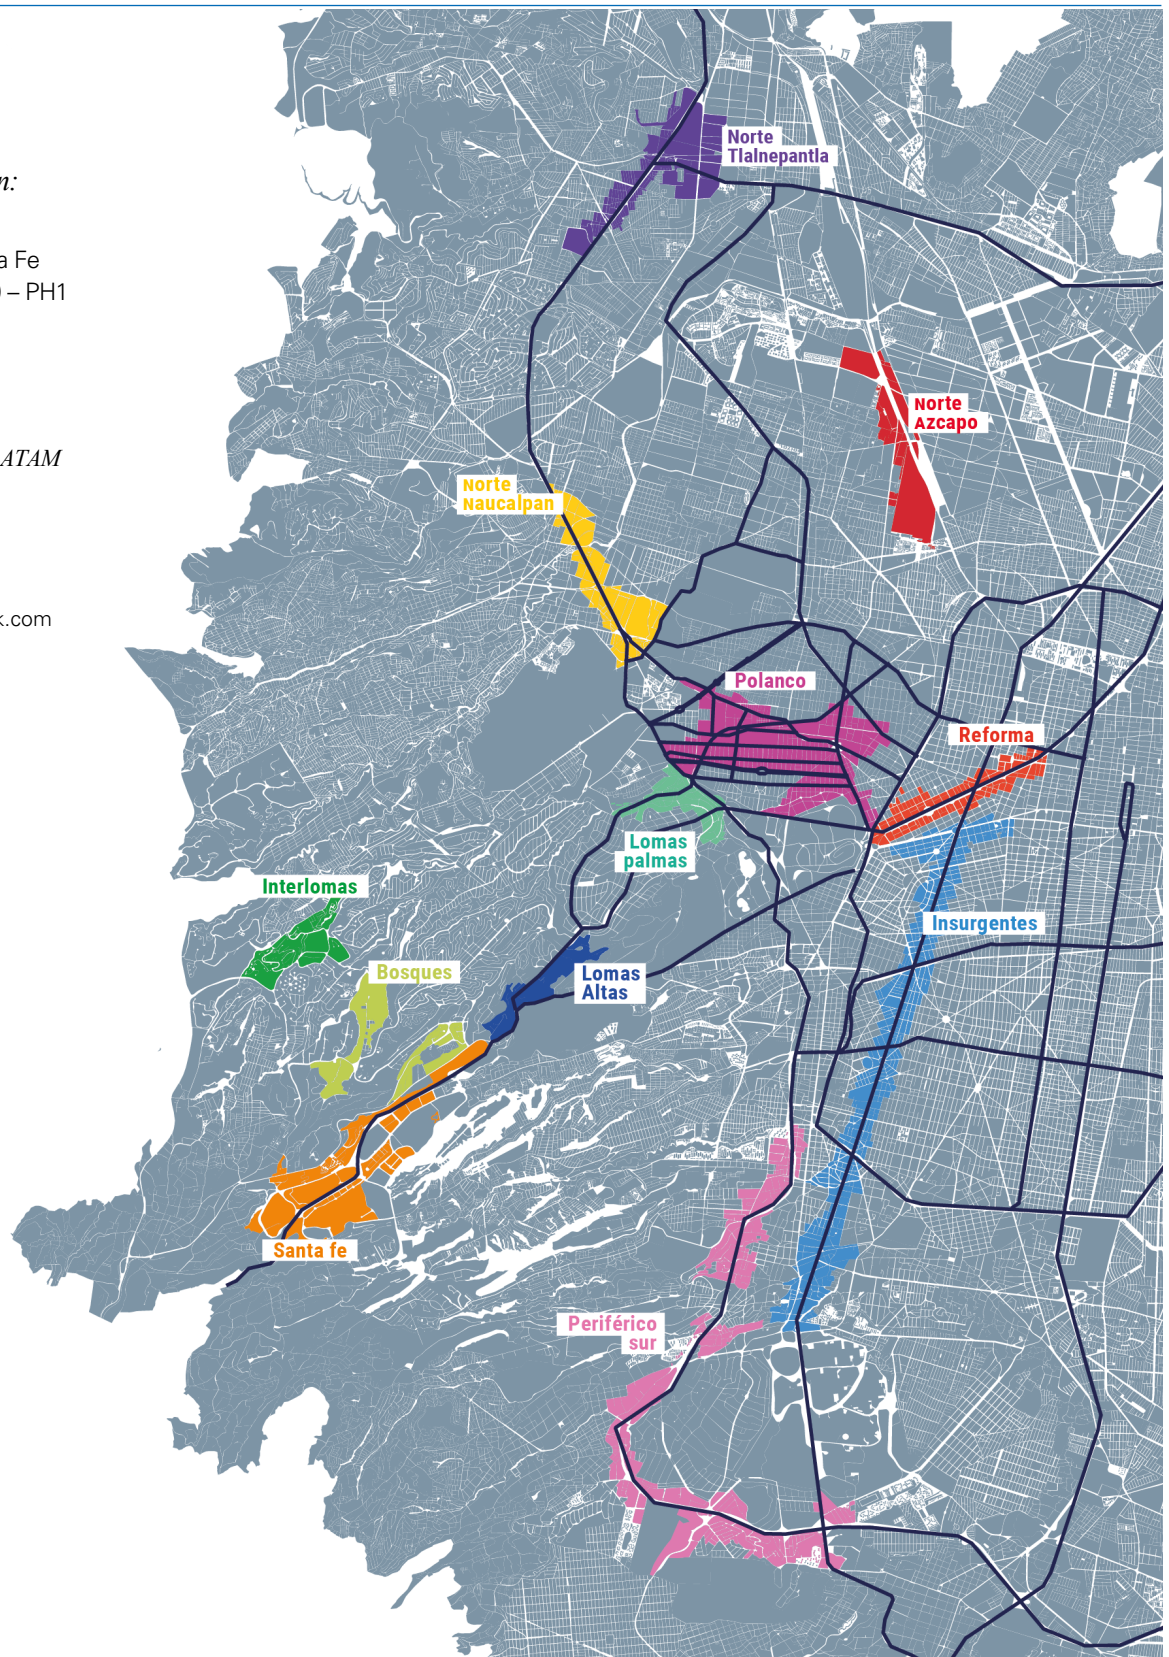 n:
a Fe
– PH1
ATAM
k.com
Norte
Tlalnepantla
Norte
Azcapo
Norte
Naucalpan
Polanco
Reforma
Lomas
palmas
Interlomas
Insurgentes
Bosques
Lomas
Altas
Santa fe
Periférico
sur